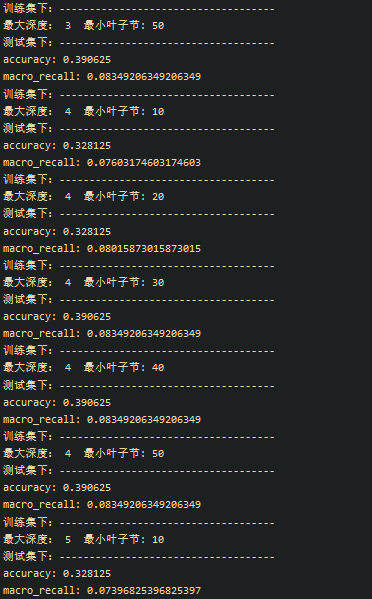 训练集下：----------------------------------
最大深度： 3  最小叶子节：50
测试集下：----------------------------------
accuracy: 0.390625
macro_recall: 0.08349206349206349
训练集下：----------------------------------
最大深度： 4  最小叶子节：10
测试集下：----------------------------------
accuracy: 0.328125
macro_recall: 0.07603174603174603
训练集下：----------------------------------
最大深度： 4  最小叶子节：20
测试集下：----------------------------------
accuracy: 0.328125
macro_recall: 0.08015873015873015
训练集下：----------------------------------
最大深度： 4  最小叶子节：30
测试集下：----------------------------------
accuracy: 0.390625
macro_recall: 0.08349206349206349
训练集下：----------------------------------
最大深度： 4  最小叶子节：40
测试集下：----------------------------------
accuracy: 0.390625
macro_recall: 0.08349206349206349
训练集下：----------------------------------
最大深度： 4  最小叶子节：50
测试集下：----------------------------------
accuracy: 0.390625
macro_recall: 0.08349206349206349
训练集下：----------------------------------
最大深度： 5  最小叶子节：10
测试集下：----------------------------------
accuracy: 0.328125
macro_recall: 0.07396825396825397